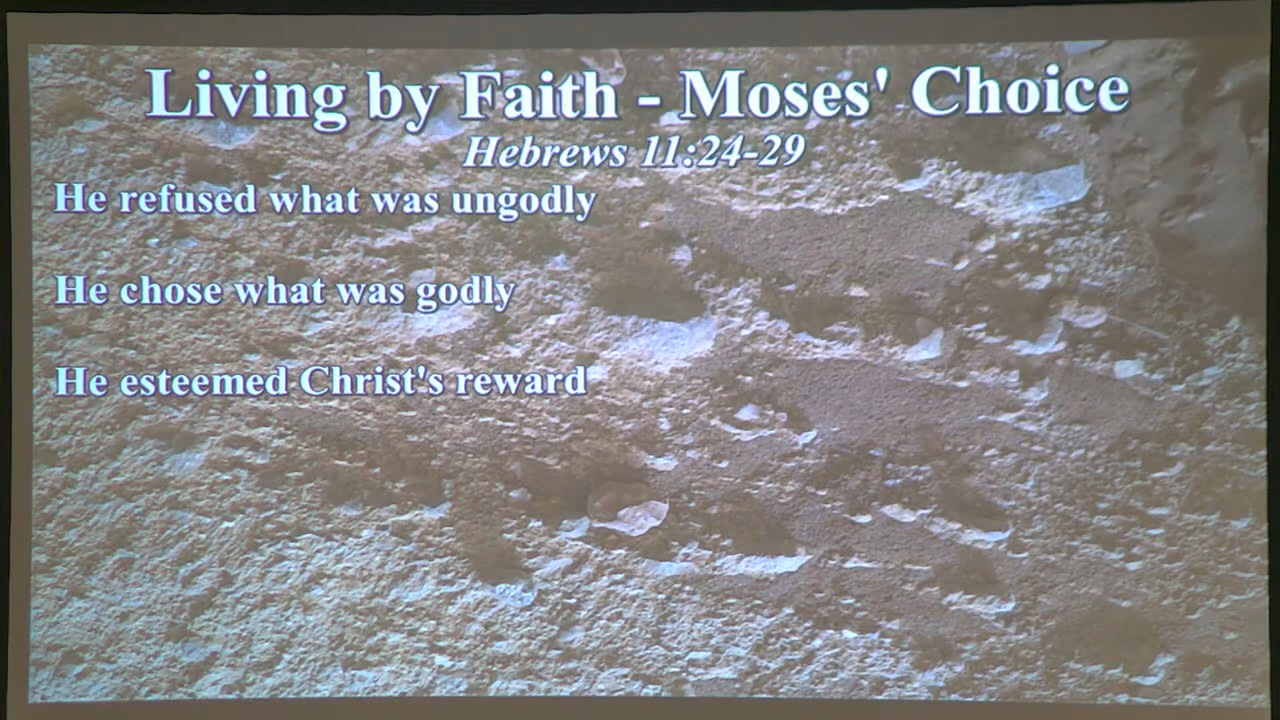 Living by Faith - Moses' Choice
Hebrews 11:24-29
He refused what was ungodly
He chose what was godly
He esteemed Christ's reward